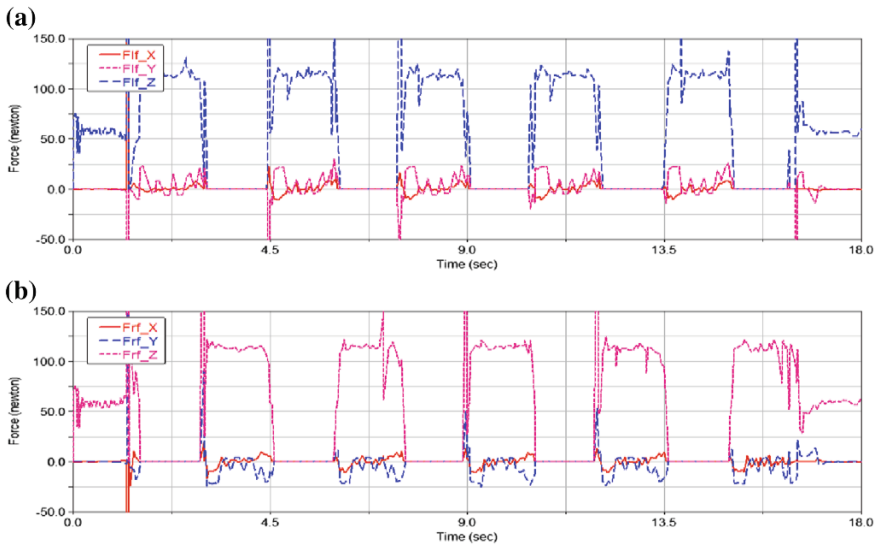 (a)
150.0
Flf_X
Flf_Y
Flf_Z
100.0
50.0
0.0
-50.0
Force (newton)
0.0 4.5 9.0 13.5 18.0
Time (sec)
(b)
150.0
Frf_X
Frf_Y
Frf_Z
100.0
50.0
0.0
-50.0
Force (newton)
0.0 4.5 9.0 13.5 18.0
Time (sec)